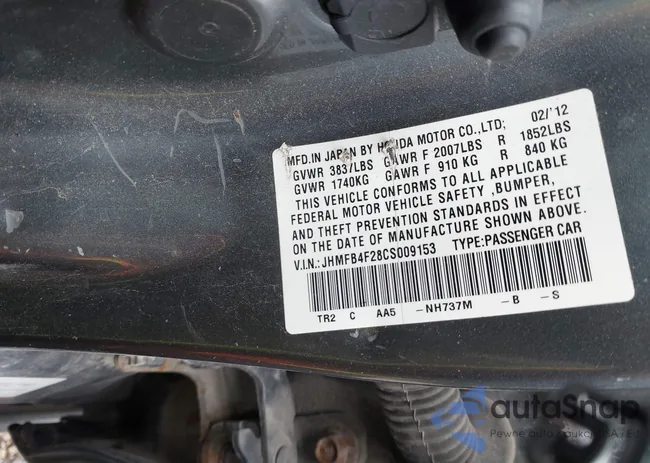 MFD. IN JAPAN BY HONDA MOTOR CO., LTD; 02/'12
GVWR 3837LBS GAWR F 2007LBS R 1852LBS
GVWR 1740KG GAWR F 910 KG R 840 KG
THIS VEHICLE CONFORMS TO ALL APPLICABLE
FEDERAL MOTOR VEHICLE SAFETY ,BUMPER,
AND THEFT PREVENTION STANDARDS IN EFFECT
ON THE DATE OF MANUFACTURE SHOWN ABOVE.
V.I.N.:JHMFB4F28CS009153 TYPE:PASSENGER CAR
TR2 C AA5 -NH737M -B -S
autoSnap
Pewne auto